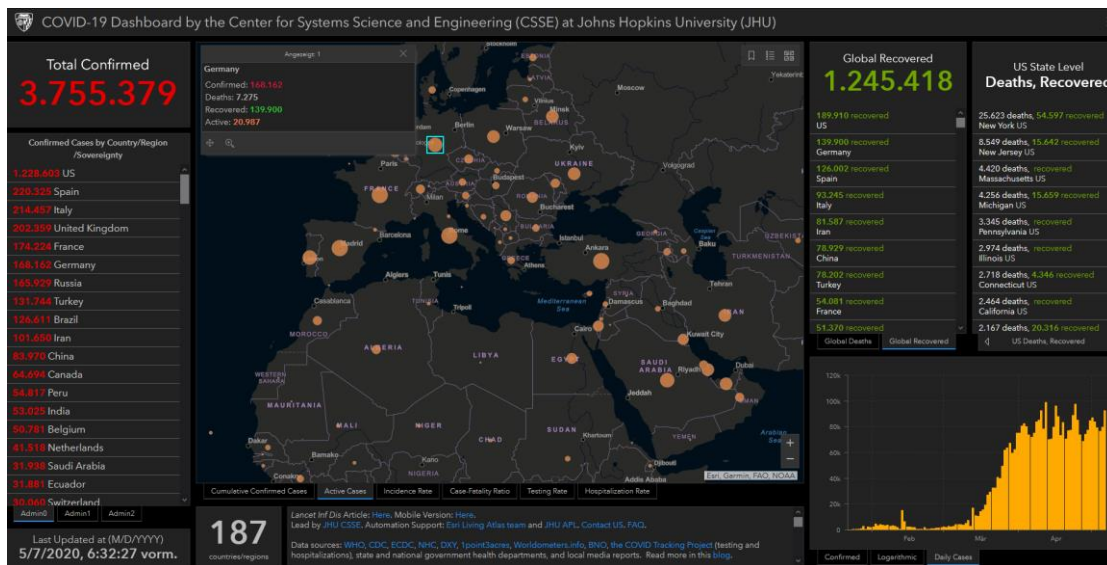 COVID-19 Dashboard by the Center for Systems Science and Engineering (CSSE) at Johns Hopkins University (JHU)
Total Confirmed
3.755.379
Confirmed Cases by Country/Region
/Sovereignty
1.228.603 US
220.325 Spain
214.457 Italy
202.359 United Kingdom
174.224 France
168.162 Germany
165.929 Russia
131.744 Turkey
126.611 Brazil
101.650 Iran
83.970 China
64.694 Canada
54.817 Peru
53.025 India
50.781 Belgium
41.518 Netherlands
31.938 Saudi Arabia
31.881 Ecuador
30.060 Switzerland
Admin0 Admin1 Admin2
Last Updated at (M/D/YYYY)
5/7/2020, 6:32:27 vorm.
Angezeigt: 1
Germany
Confirmed: 168.162
Deaths: 7.275
Recovered: 139.900
Active: 20.987
ESTONIA
LATVIA
Moscow
Copenhagen
Vilnius
Minsk
BELARUS
Berlin
Warsaw
Kyiv
Paris
UKRAINE
Volgograd
Budapest
FRANCE
Milan
Bucharest
Barcelona
Rome
Madrid
Istanbul
Ankara
Caspian
Sea
Baku
TURKMENISTAN
GREECE
Athens
Algiers
Tunis
Tehran
SYRIA
Casablanca
TUNISIA
Tripoli
Mediterranean
Sea
Damascus
Baghdad
Cairo
Kuwait City
MOROCCO
ALGERIA
LIBYA
EGYPT
SAUDI
ARABIA
Riyadh
Dubai
WESTERN
SAHARA
Jeddah
OMAN
MAURITANIA
MALI
NIGER
CHAD
SUDAN
Khartoum
YEMEN
Arabian
Dakar
Bamako
Kano
NIGERIA
Djibouti
Conakry
Addis Ababa
+
−
Esri, Garmin, FAO, NOAA
Cumulative Confirmed Cases Active Cases Incidence Rate Case-Fatality Ratio Testing Rate Hospitalization Rate
187
countries/regions
Lancet Inf Dis Article: Here. Mobile Version: Here.
Lead by JHU CSSE. Automation Support: Esri Living Atlas team and JHU APL. Contact US. FAQ.
Data sources: WHO, CDC, ECDC, NHC, DXY, 1point3acres, Worldometers.info, BNO, the COVID Tracking Project (testing and
hospitalizations), state and national government health departments, and local media reports. Read more in this blog.
Global Recovered
1.245.418
189.910 recovered
US
139.900 recovered
Germany
126.002 recovered
Spain
93.245 recovered
Italy
81.587 recovered
Iran
78.929 recovered
China
78.202 recovered
Turkey
54.081 recovered
France
51.370 recovered
Global Deaths Global Recovered
US State Level
Deaths, Recovered
25.623 deaths, 54.597 recovered
New York US
8.549 deaths, 15.642 recovered
New Jersey US
4.420 deaths, recovered
Massachusetts US
4.256 deaths, 15.659 recovered
Michigan US
3.345 deaths, recovered
Pennsylvania US
2.974 deaths, recovered
Illinois US
2.718 deaths, 4.346 recovered
Connecticut US
2.464 deaths, recovered
California US
2.167 deaths, 20.316 recovered
US Deaths, Recovered
120k
100k
80k
60k
40k
20k
0
Feb Mär Apr
Confirmed Logarithmic Daily Cases